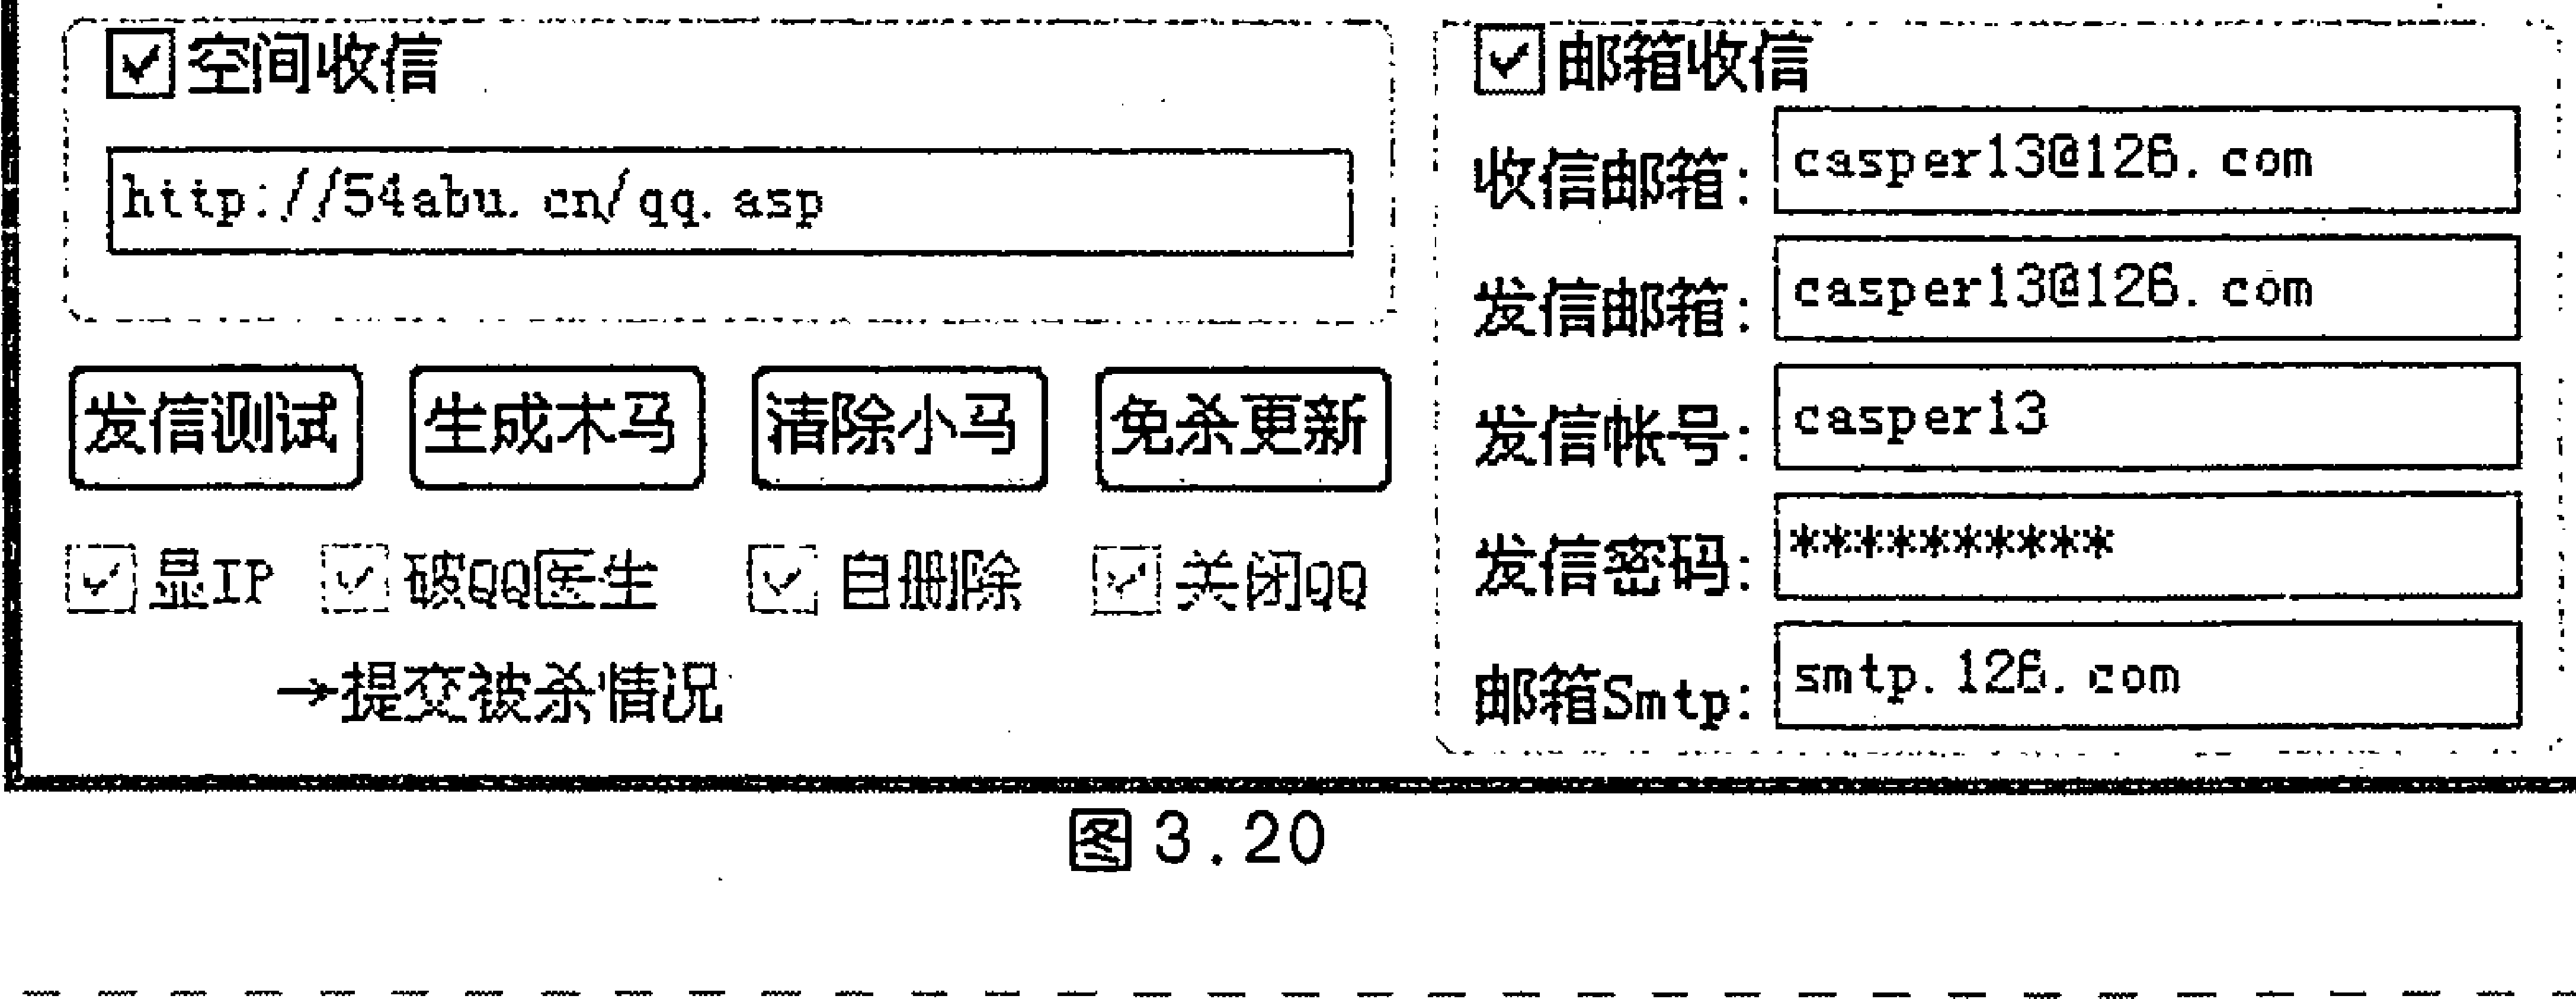 空间收信
http://54abu.cn/qq.asp
发信测试 生成木马 清除小马 免杀更新
显IP 破QQ医生 自删除 关闭QQ
→提交被杀情况
邮箱收信
收信邮箱: casper13@126.com
发信邮箱: casper13@126.com
发信帐号: casper13
发信密码: **********
邮箱Smtp: smtp.126.com
图3.20